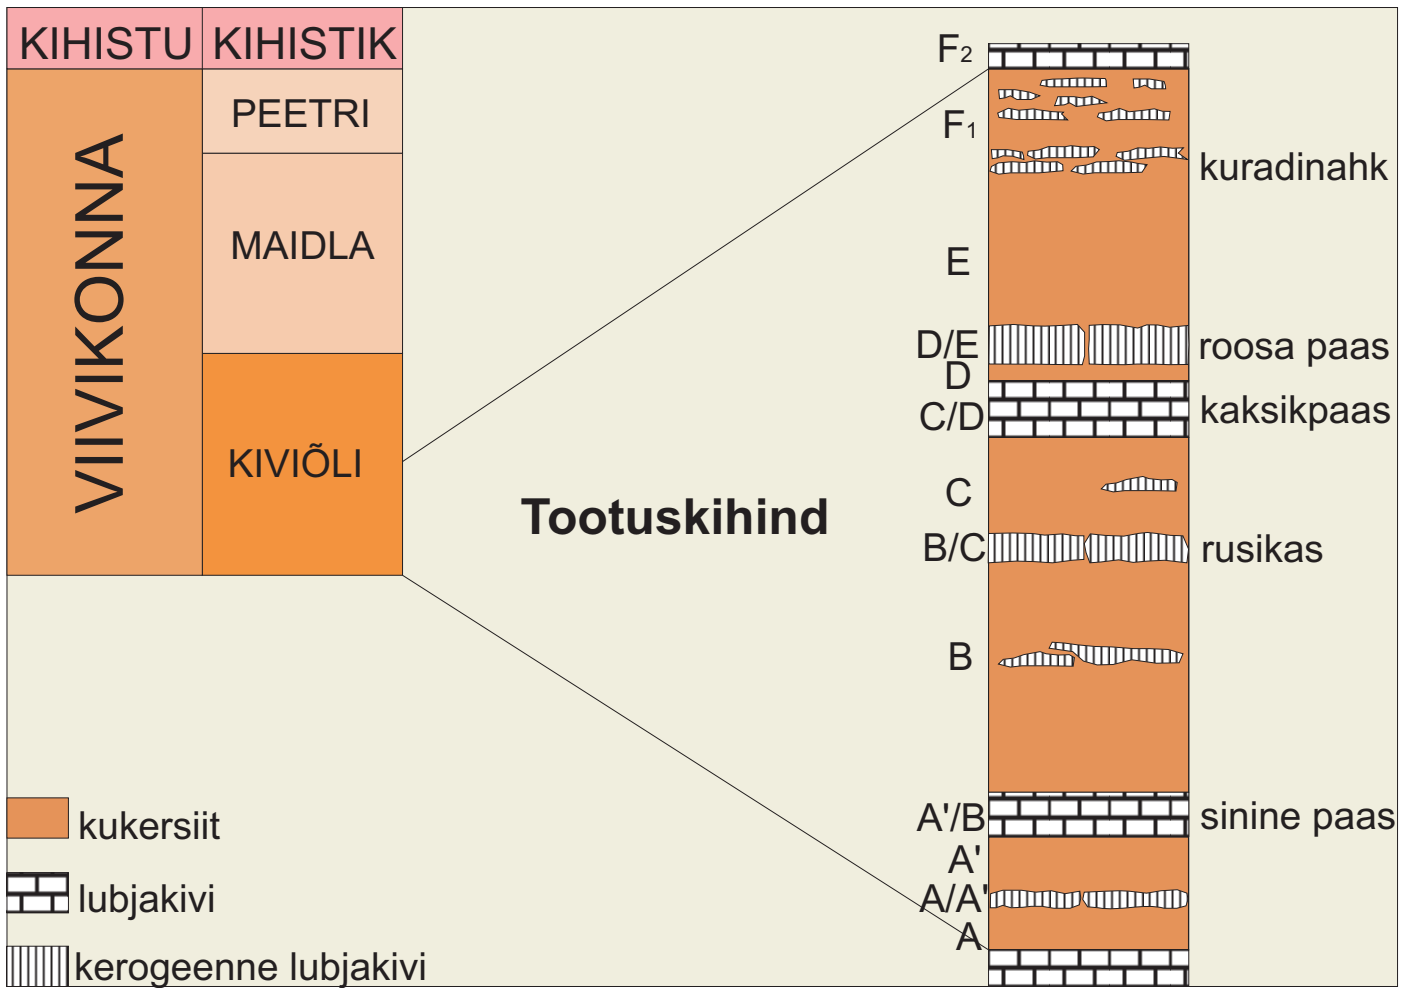 KIHISTU KIHISTIK
VIIVIKONNA
PEETRI
MAIDLA
KIVIÕLI
Tootuskihind
F2
F1
kuradinahk
E
D/E roosa paas
D
C/D kaksikpaas
C
B/C rusikas
B
A'/B sinine paas
A'
A/A'
A
kukersiit
lubjakivi
kerogeenne lubjakivi